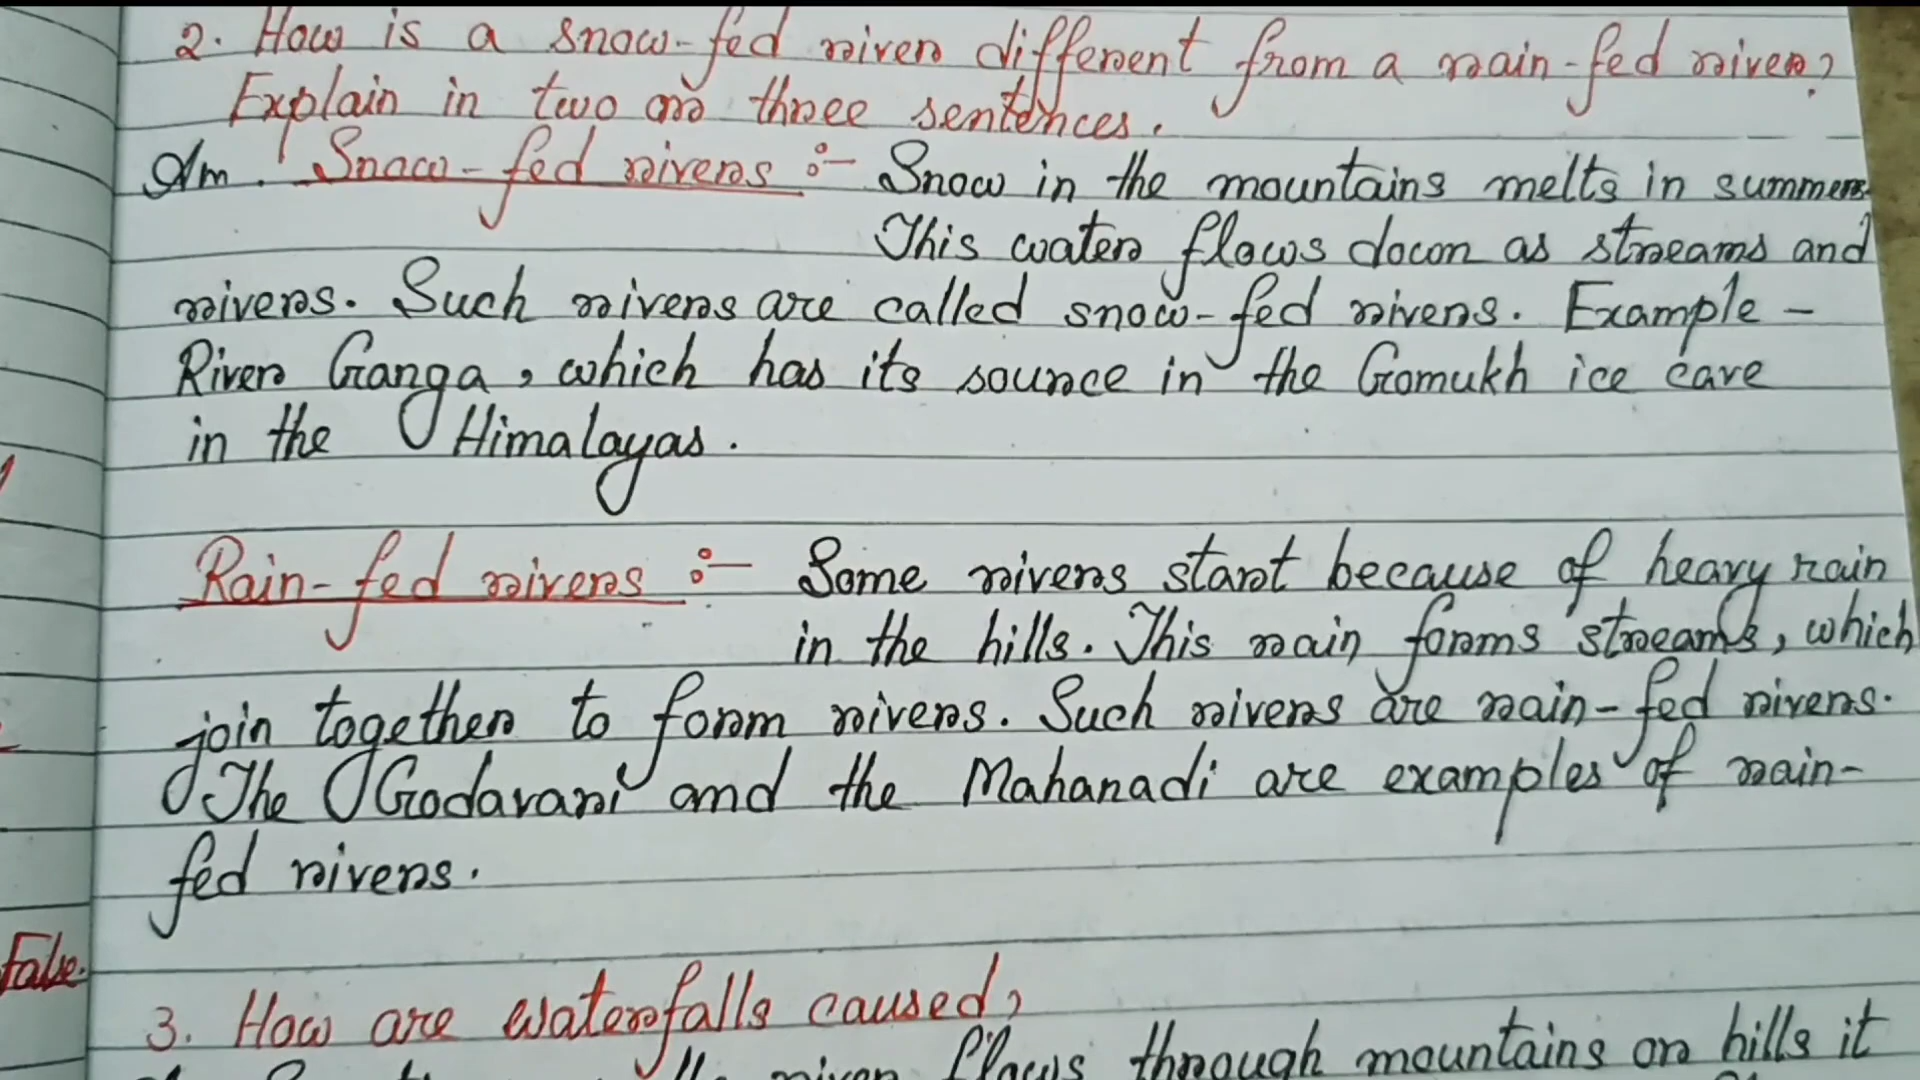 2. How is a snow-fed river different from a rain-fed river?
Explain in two or three sentences.
Ans. Snow-fed rivers :- Snow in the mountains melts in summers.
This water flows down as streams and
rivers. Such rivers are called snow-fed rivers. Example -
River Ganga, which has its source in the Gomukh ice cave
in the Himalayas.
Rain-fed rivers :- Some rivers start because of heavy rain
in the hills. This rain forms streams, which
join together to form rivers. Such rivers are rain-fed rivers.
The Godavari and the Mahanadi are examples of rain-
fed rivers.
False.
3. How are waterfalls caused?
river flows through mountains or hills it